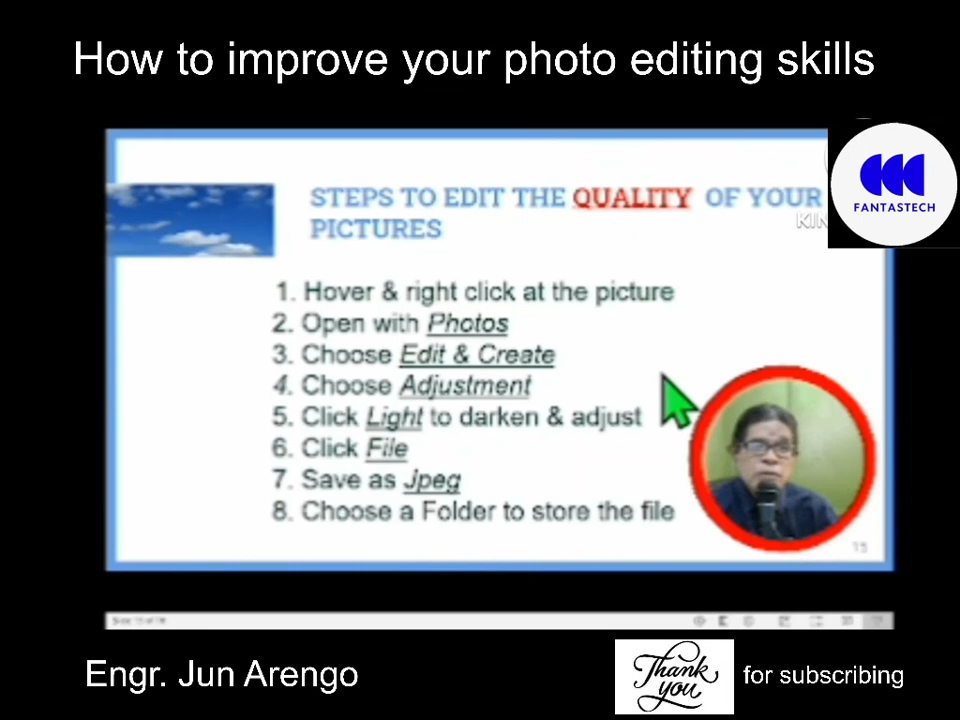 How to improve your photo editing skills
FANTASTECH
STEPS TO EDIT THE QUALITY OF YOUR
PICTURES
KIN
1. Hover & right click at the picture
2. Open with Photos
3. Choose Edit & Create
4. Choose Adjustment
5. Click Light to darken & adjust
6. Click File
7. Save as Jpeg
8. Choose a Folder to store the file
15
Engr. Jun Arengo
Thank
you
for subscribing